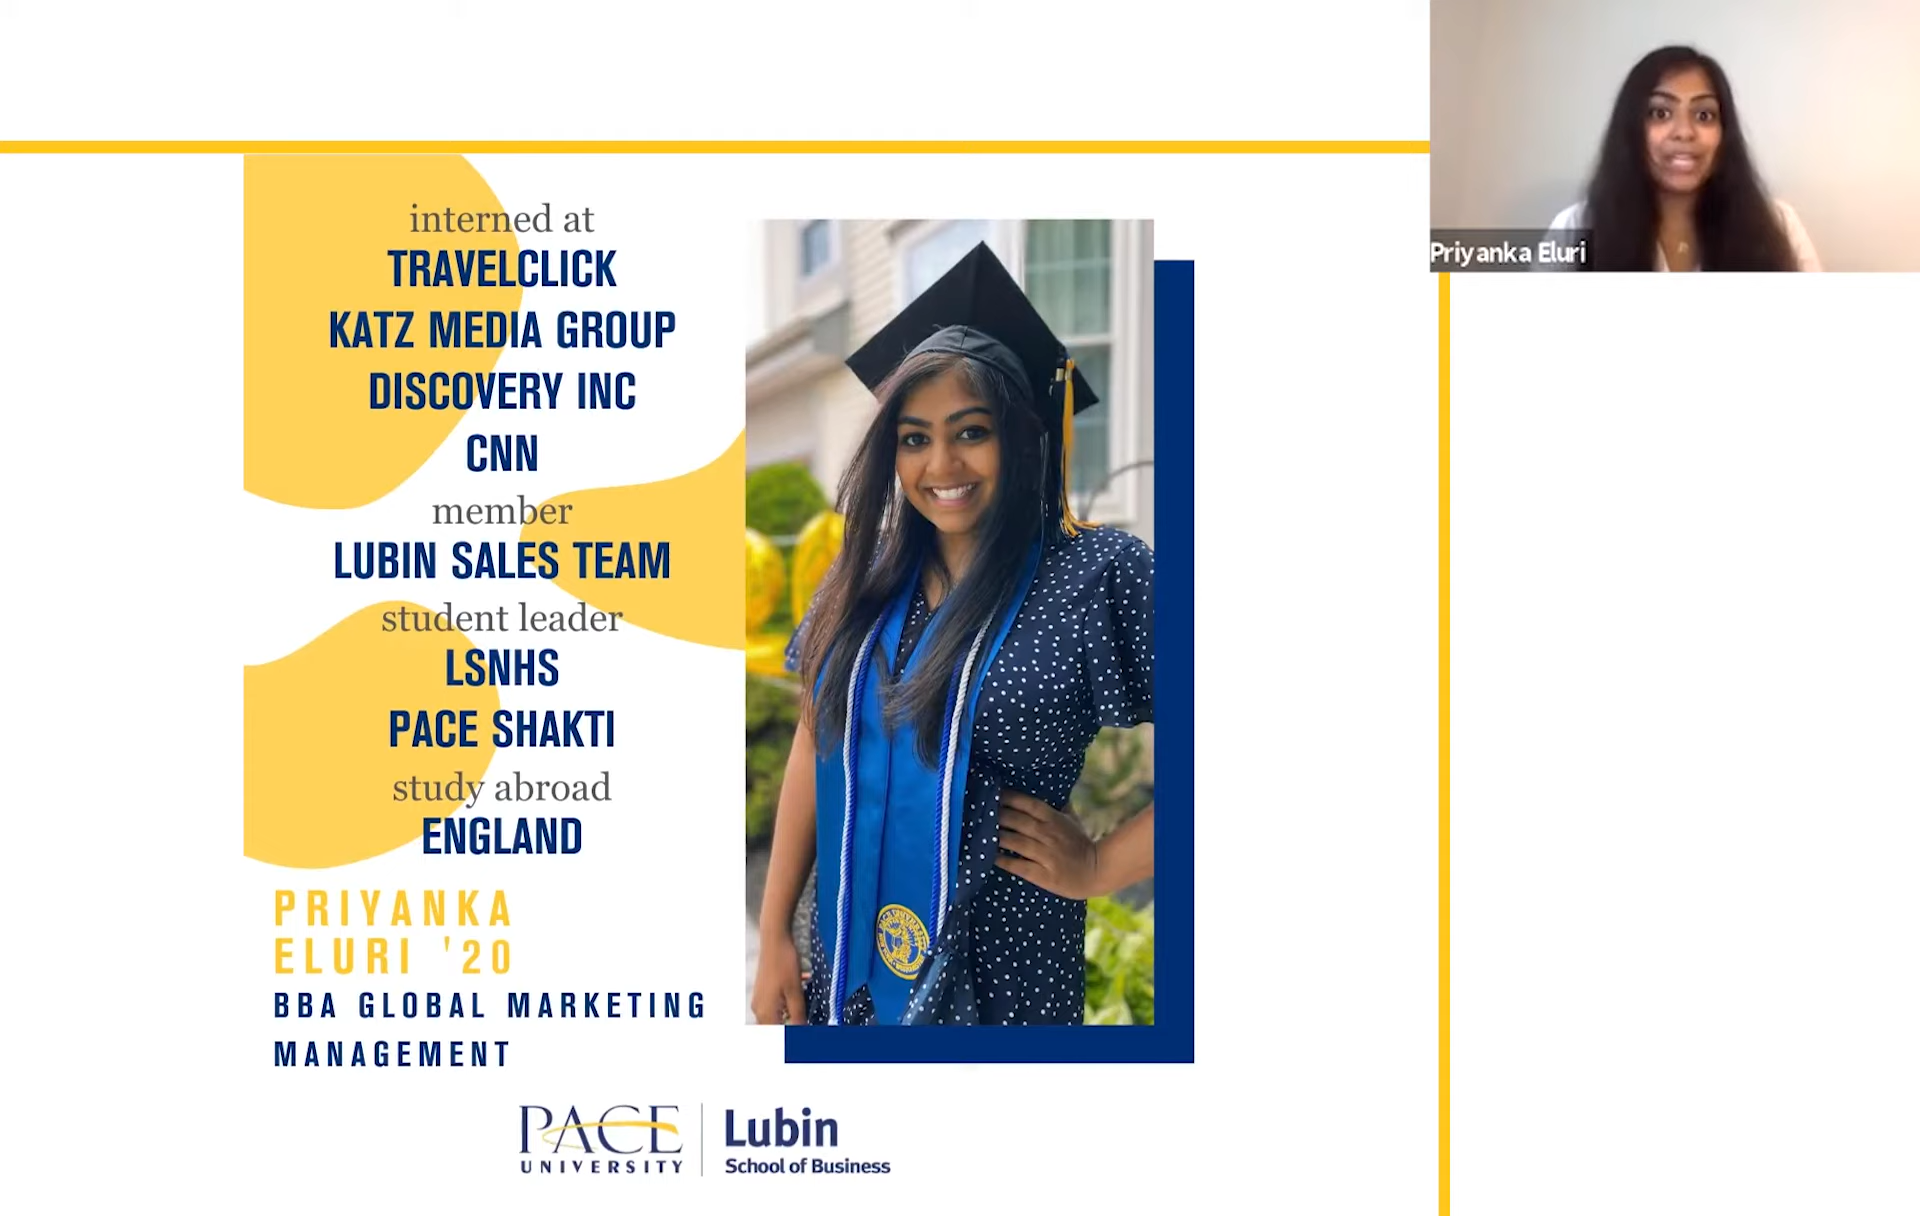 interned at
TRAVELCLICK
KATZ MEDIA GROUP
DISCOVERY INC
CNN
member
LUBIN SALES TEAM
student leader
LSNHS
PACE SHAKTI
study abroad
ENGLAND
PRIYANKA
ELURI '20
BBA GLOBAL MARKETING
MANAGEMENT
PACE
UNIVERSITY
Lubin
School of Business
Priyanka Eluri